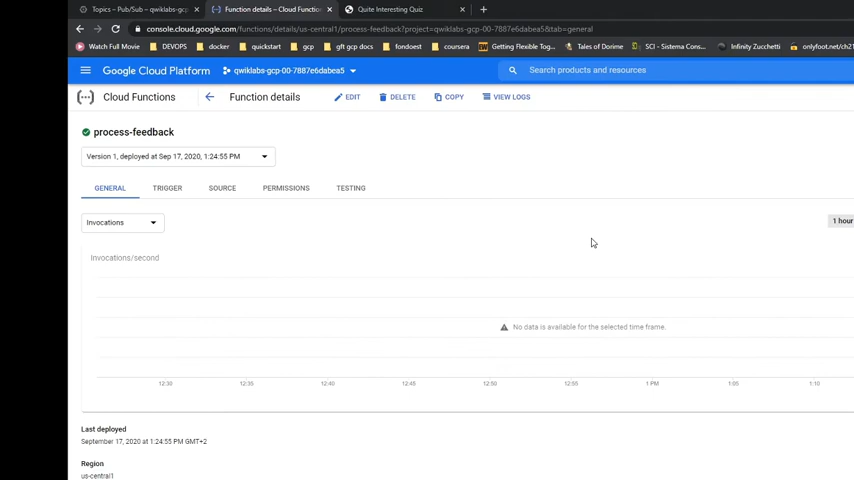 Topics – Pub/Sub – qwiklabs-gcp
Function details – Cloud Function
Quite Interesting Quiz
console.cloud.google.com/functions/details/us-central1/process-feedback?project=qwiklabs-gcp-00-7887e6dabea5&tab=general
Watch Full Movie DEVOPS docker quickstart gcp gft gcp docs fondoest coursera Getting Flexible Tog... Tales of Dorime SCI - Sistema Cons... Infinity Zucchetti onlyfoot.net/ch21
Google Cloud Platform qwiklabs-gcp-00-7887e6dabea5 Search products and resources
Cloud Functions Function details EDIT DELETE COPY VIEW LOGS
process-feedback
Version 1, deployed at Sep 17, 2020, 1:24:55 PM
GENERAL TRIGGER SOURCE PERMISSIONS TESTING
Invocations 1 hour
Invocations/second
No data is available for the selected time frame.
12:30 12:35 12:40 12:45 12:50 12:55 1 PM 1:05 1:10
Last deployed
September 17, 2020 at 1:24:55 PM GMT+2
Region
us-central1